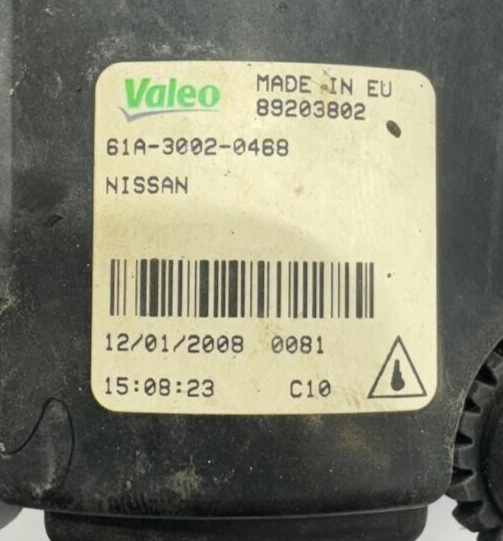 Valeo MADE IN EU
89203802
61A-3002-0468
NISSAN
12/01/2008 0081
15:08:23 C10